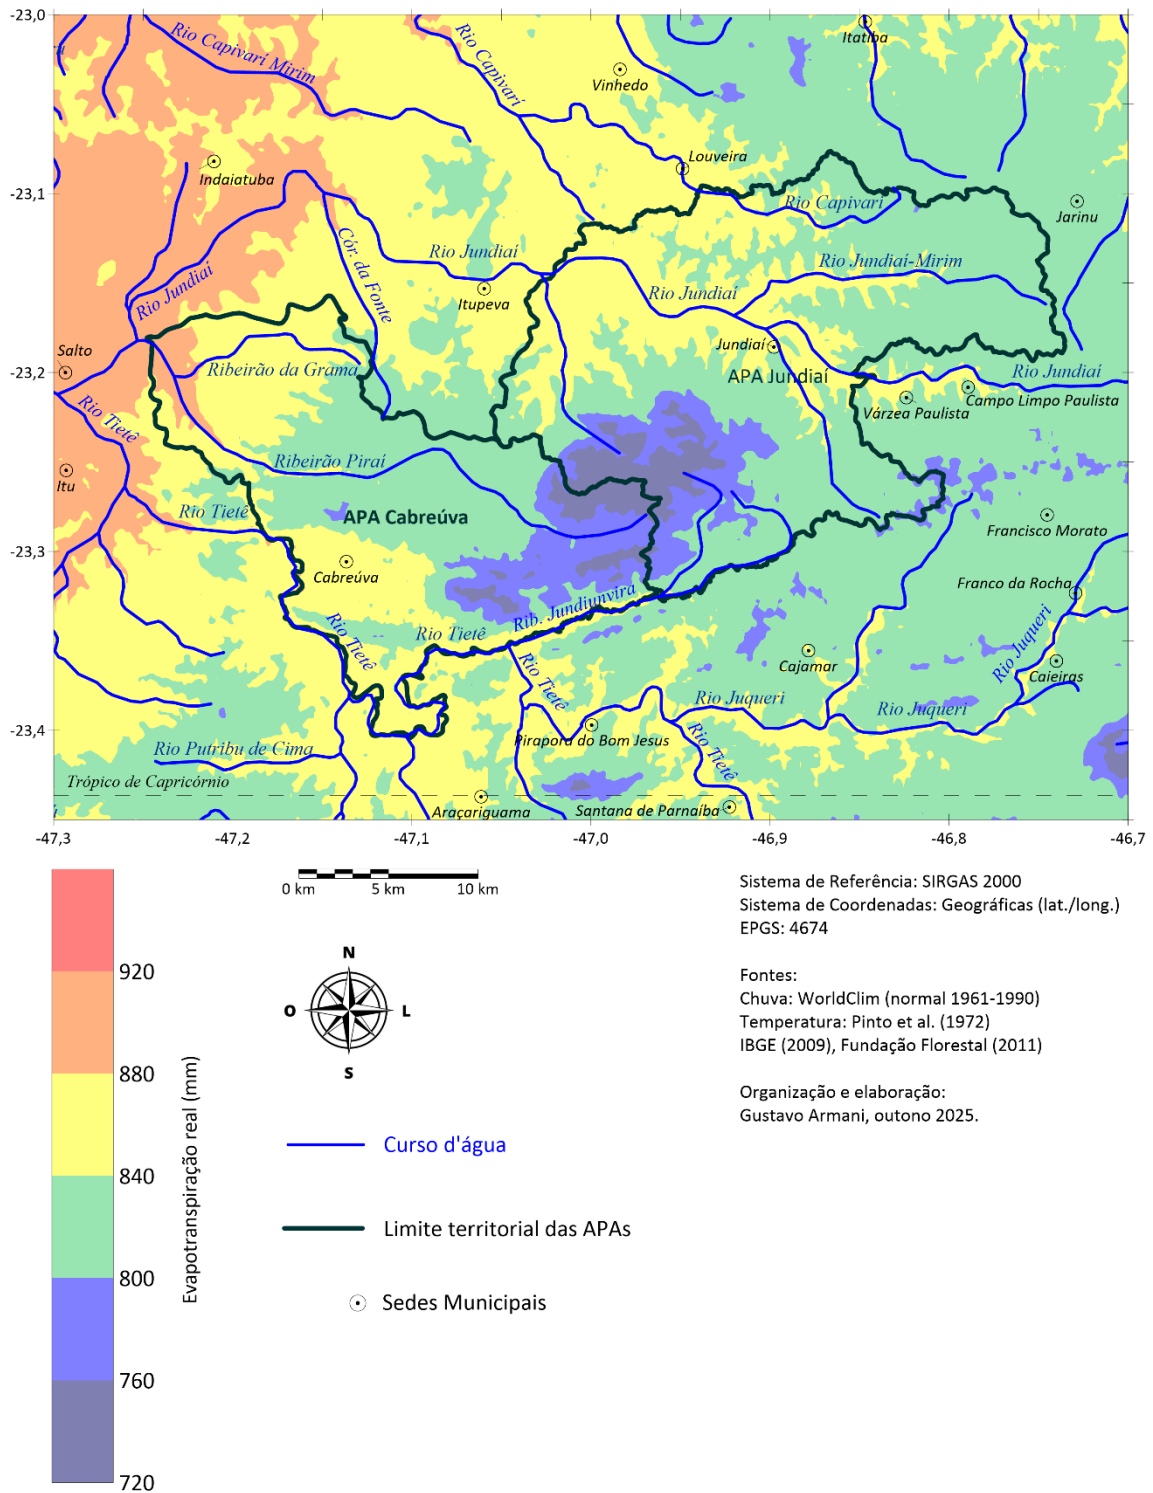 -23,0
-23,1
-23,2
-23,3
-23,4
-47,3
-47,2
-47,1
-47,0
-46,9
-46,8
-46,7
Rio Capivarí Mirim
Rio Capivarí
Vinhedo
Itatiba
Indaiatuba
Louveira
Rio Capivarí
Jarinu
Cór. da Fonte
Rio Jundiaí
Rio Jundiaí
Itupeva
Rio Jundiaí
Rio Jundiaí-Mirim
Salto
Ribeirão da Grama
Jundiaí
APA Jundiaí
Rio Jundiaí
Várzea Paulista
Campo Limpo Paulista
Rio Tietê
Itu
Ribeirão Piraí
Rio Tietê
APA Cabreúva
Francisco Morato
Cabreúva
Franco da Rocha
Rio Tietê
Rio Tietê
Rib. Jundiunvira
Rio Tietê
Cajamar
Rio Juqueri
Caieiras
Rio Juqueri
Rio Juqueri
Rio Putribu de Cima
Pirapora do Bom Jesus
Rio Tietê
Trópico de Capricórnio
Araçariguama
Santana de Parnaíba
920
880
840
800
760
720
Evapotranspiração real (mm)
0 km
5 km
10 km
N
O
L
S
Curso d'água
Limite territorial das APAs
Sedes Municipais
Sistema de Referência: SIRGAS 2000
Sistema de Coordenadas: Geográficas (lat./long.)
EPGS: 4674
Fontes:
Chuva: WorldClim (normal 1961-1990)
Temperatura: Pinto et al. (1972)
IBGE (2009), Fundação Florestal (2011)
Organização e elaboração:
Gustavo Armani, outono 2025.